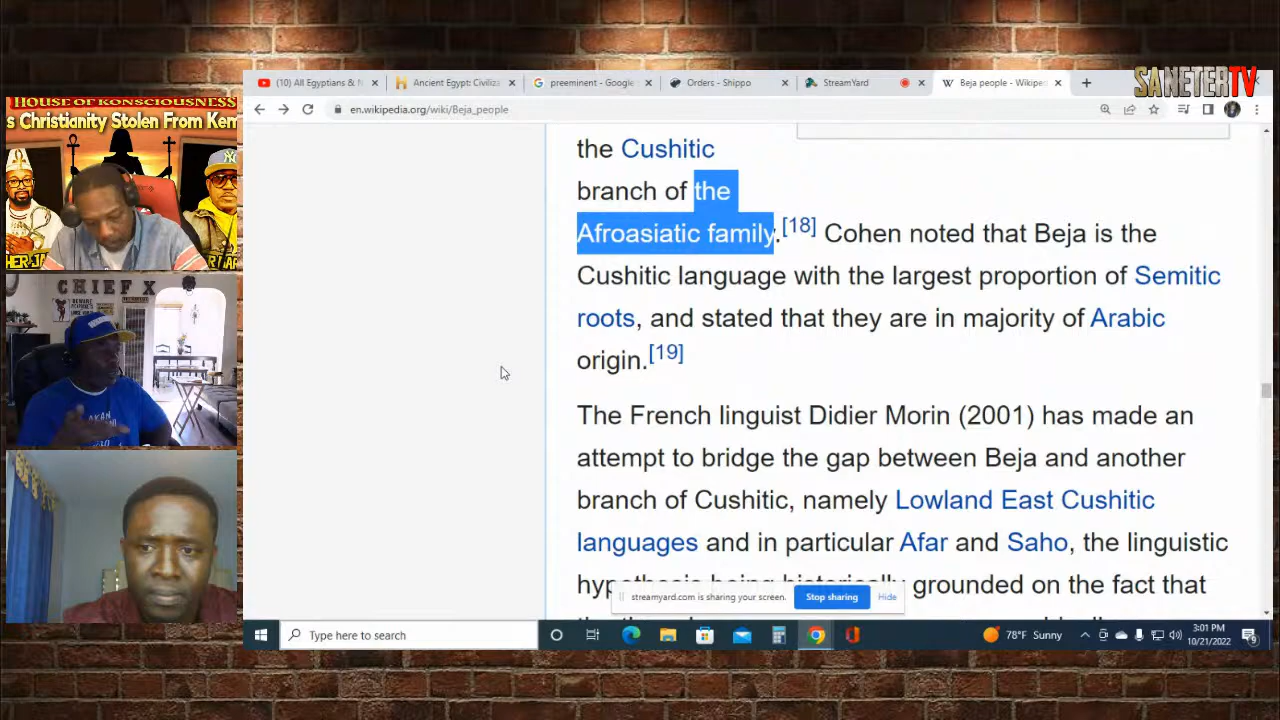 SANETERTV
HOUSE OF KONSCIOUSNESS
s Christianity Stolen From Kem
CHIEF X
(10) All Egyptians & N
Ancient Egypt: Civiliza
preeminent - Google
Orders - Shippo
StreamYard
Beja people - Wikipe
en.wikipedia.org/wiki/Beja_people
the Cushitic
branch of the
Afroasiatic family.[18] Cohen noted that Beja is the
Cushitic language with the largest proportion of Semitic
roots, and stated that they are in majority of Arabic
origin.[19]
The French linguist Didier Morin (2001) has made an
attempt to bridge the gap between Beja and another
branch of Cushitic, namely Lowland East Cushitic
languages and in particular Afar and Saho, the linguistic
hypothesis being historically grounded on the fact that
streamyard.com is sharing your screen.
Stop sharing
Hide
Type here to search
78°F Sunny
3:01 PM
10/21/2022